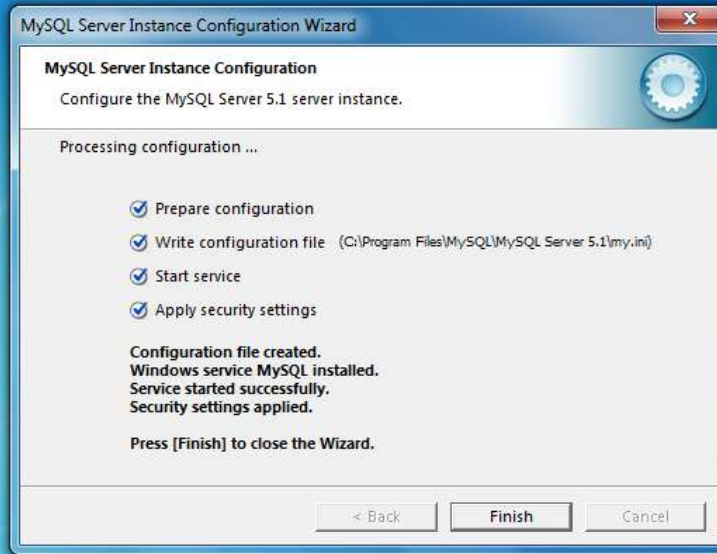 MySQL Server Instance Configuration Wizard
MySQL Server Instance Configuration
Configure the MySQL Server 5.1 server instance.
Processing configuration ...
Prepare configuration
Write configuration file (C:\Program Files\MySQL\MySQL Server 5.1\my.ini)
Start service
Apply security settings
Configuration file created.
Windows service MySQL installed.
Service started successfully.
Security settings applied.
Press [Finish] to close the Wizard.
< Back Finish Cancel